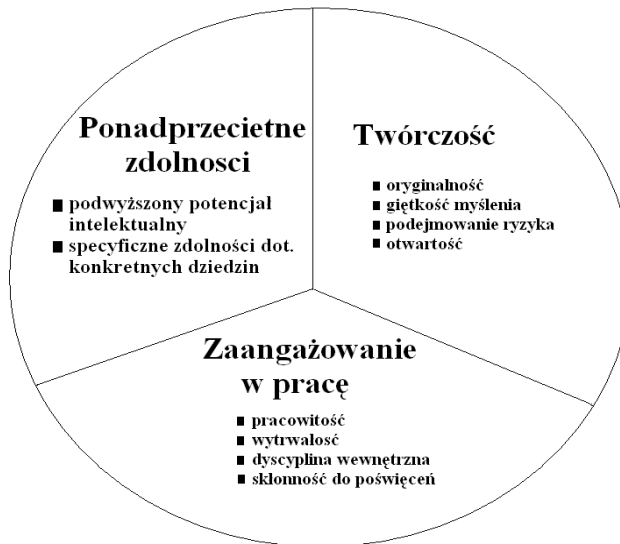 Ponadprzecietne
zdolnosci
■ podwyższony potencjał
intelektualny
■ specyficzne zdolności dot.
konkretnych dziedzin
Twórczość
■ oryginalność
■ giętkość myślenia
■ podejmowanie ryzyka
■ otwartość
Zaangażowanie
w pracę
■ pracowitość
■ wytrwałosć
■ dyscyplina wewnętrzna
■ skłonność do poświęceń